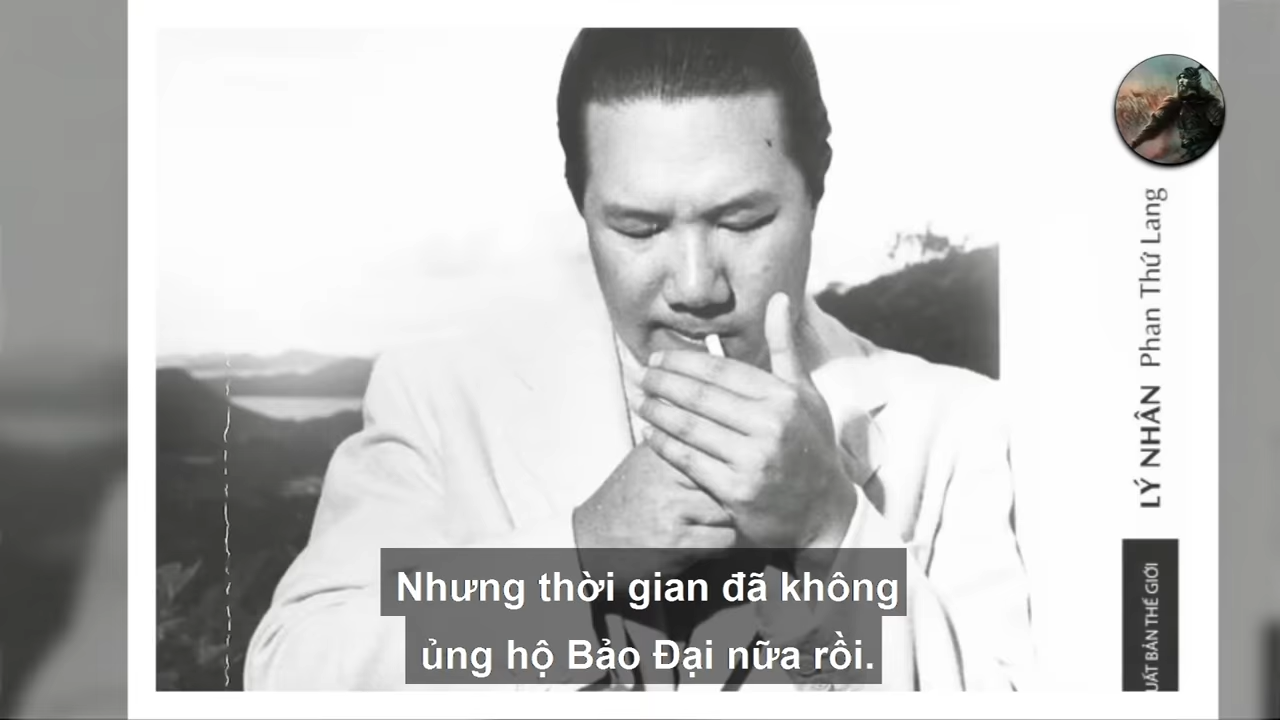 LÝ NHÂN Phan Thứ Lang
UẤT BẢN THẾ GIỚI
Nhưng thời gian đã không
ủng hộ Bảo Đại nữa rồi.